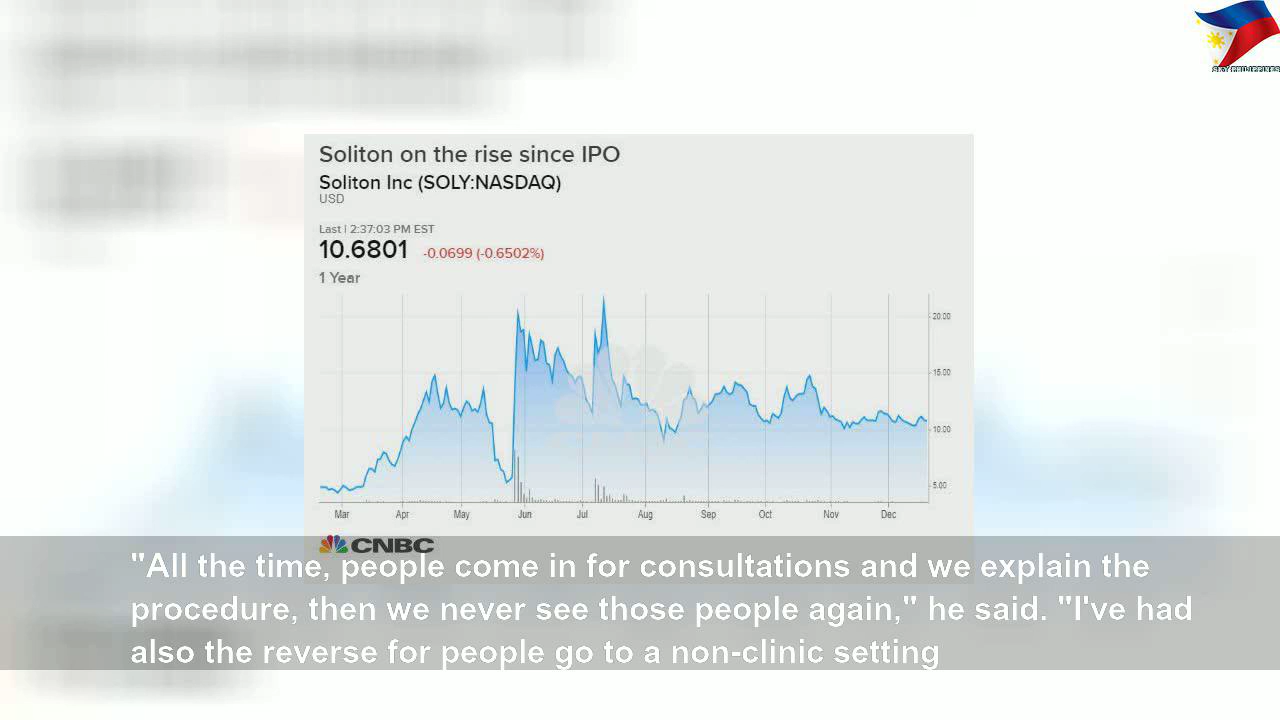 SKY PHILIPPINES
Soliton on the rise since IPO
Soliton Inc (SOLY:NASDAQ)
USD
Last | 2:37:03 PM EST
10.6801 -0.0699 (-0.6502%)
1 Year
20.00
15.00
10.00
5.00
Mar Apr May Jun Jul Aug Sep Oct Nov Dec
CNBC
"All the time, people come in for consultations and we explain the
procedure, then we never see those people again," he said. "I've had
also the reverse for people go to a non-clinic setting